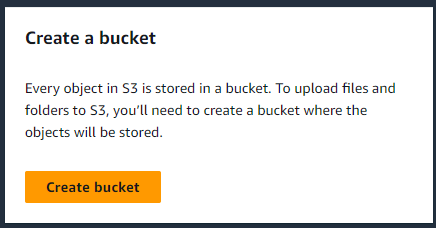 Create a bucket
Every object in S3 is stored in a bucket. To upload files and
folders to S3, you’ll need to create a bucket where the
objects will be stored.
Create bucket